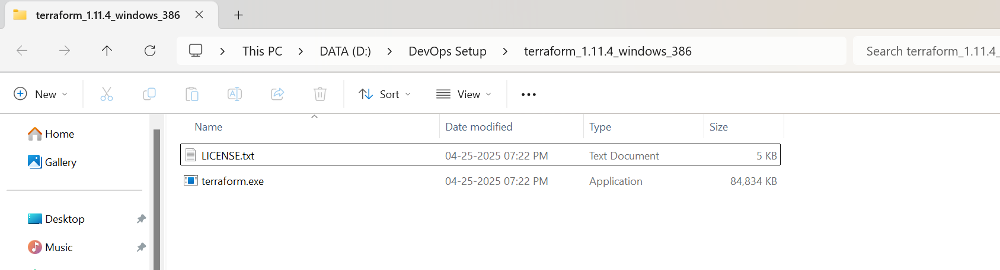 terraform_1.11.4_windows_386
This PC > DATA (D:) > DevOps Setup > terraform_1.11.4_windows_386
Search terraform_1.11.4_
New
Sort
View
Name Date modified Type Size
Home
Gallery
LICENSE.txt 04-25-2025 07:22 PM Text Document 5 KB
terraform.exe 04-25-2025 07:22 PM Application 84,834 KB
Desktop
Music